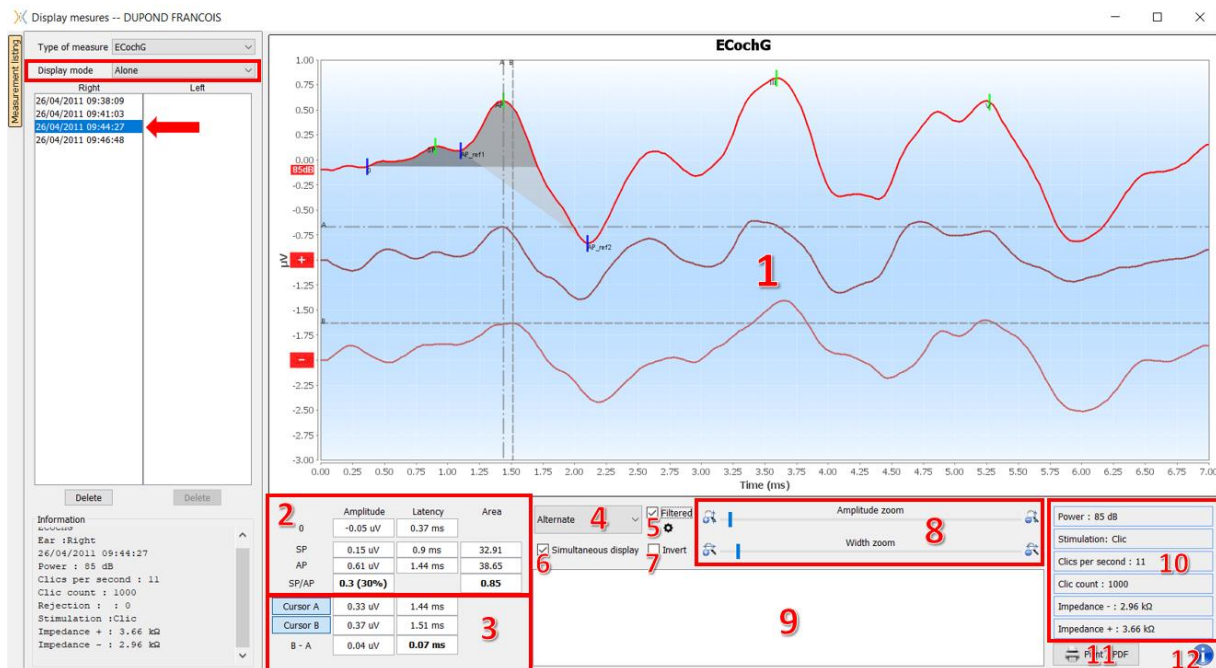 Display mesures -- DUPOND FRANCOIS
Measurement listing
Type of measure ECochG
Display mode Alone
Right Left
26/04/2011 09:38:09
26/04/2011 09:41:03
26/04/2011 09:44:27
26/04/2011 09:46:48
Delete Delete
Information
Ear :Right
26/04/2011 09:44:27
Power : 85 dB
Clics per second : 11
Clic count : 1000
Rejection : : 0
Stimulation :Clic
Impedance + : 3.66 kΩ
Impedance - : 2.96 kΩ
ECochG
1.00
0.75
0.50
0.25
0.00
85dB
-0.25
-0.50
-0.75
µV
+
-1.00
-1.25
-1.50
-1.75
-
-2.00
-2.25
-2.50
-2.75
-3.00
A B
SP
AP_nrf1
AP_nrf2
A
B
V
1
0.00 0.25 0.50 0.75 1.00 1.25 1.50 1.75 2.00 2.25 2.50 2.75 3.00 3.25 3.50 3.75 4.00 4.25 4.50 4.75 5.00 5.25 5.50 5.75 6.00 6.25 6.50 6.75 7.00
Time (ms)
2
Amplitude Latency Area
0 -0.05 uV 0.37 ms
SP 0.15 uV 0.9 ms 32.91
AP 0.61 uV 1.44 ms 38.65
SP/AP 0.3 (30%) 0.85
Cursor A 0.33 uV 1.44 ms
Cursor B 0.37 uV 1.51 ms
B - A 0.04 uV 0.07 ms
3
Alternate 4
Filtered
5
Simultaneous display
6
Invert
7
Amplitude zoom
8
Width zoom
9
Power : 85 dB
Stimulation: Clic
Clics per second : 11
10
Clic count : 1000
Impedance - : 2.96 kΩ
Impedance + : 3.66 kΩ
11
PDF
12